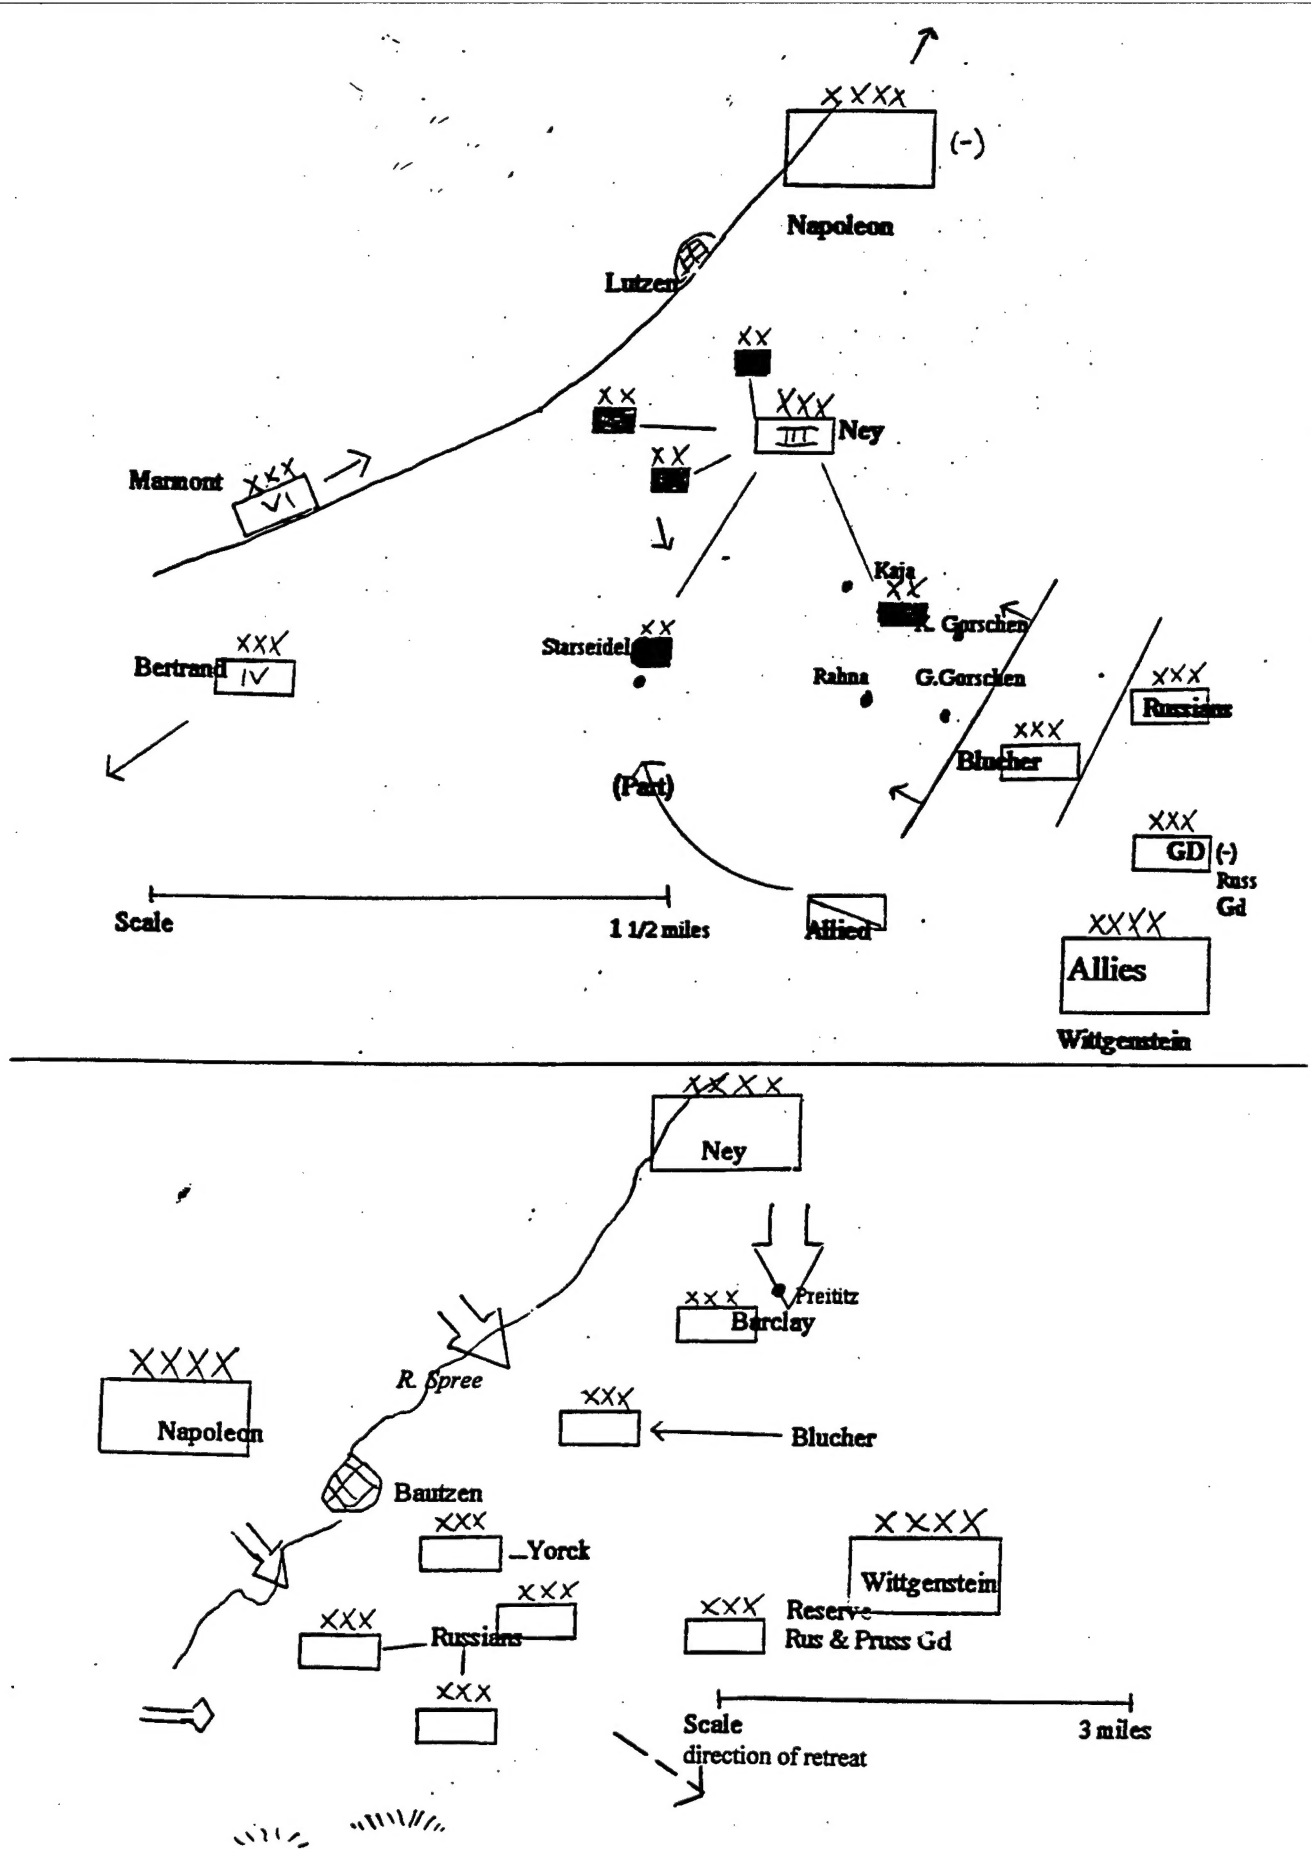 XXXX
(-)
Napoleon
Lutzen
XX
XX
XXX
III
Ney
XX
Marmont
XXX
VI
Kaja
XX
K. Gorschen
XX
Starseidel
XXX
Bertrand
IV
Rahna
G.Gorschen
XXX
Russians
XXX
Blucher
(Part)
XXX
GD (-)
Russ
Gd
Scale
1 1/2 miles
Allied
XXXX
Allies
Wittgenstein
XXXX
Ney
Preititz
XXX
Barclay
XXXX
Napoleon
R. Spree
XXX
Blucher
Bautzen
XXX
Yorck
XXXX
Wittgenstein
XXX
XXX
Russians
XXX
Reserve
Rus & Pruss Gd
XXX
Scale
3 miles
direction of retreat